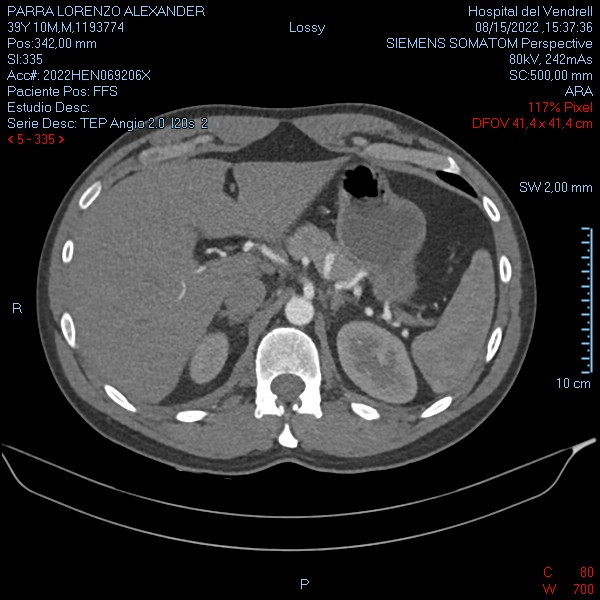 PARRA LORENZO ALEXANDER
39Y 10M,M,1193774
Pos:342,00 mm
SI:335
Acc#: 2022HEN069206X
Paciente Pos: FFS
Estudio Desc:
Serie Desc: TEP Angio 2.0 I20s 2
< 5 - 335 >
Lossy
Hospital del Vendrell
08/15/2022 ,15:37:36
SIEMENS SOMATOM Perspective
80kV, 242mAs
SC:500,00 mm
ARA
117% Pixel
DFOV 41,4 x 41,4 cm
SW 2,00 mm
R
10 cm
P
C 80
W 700